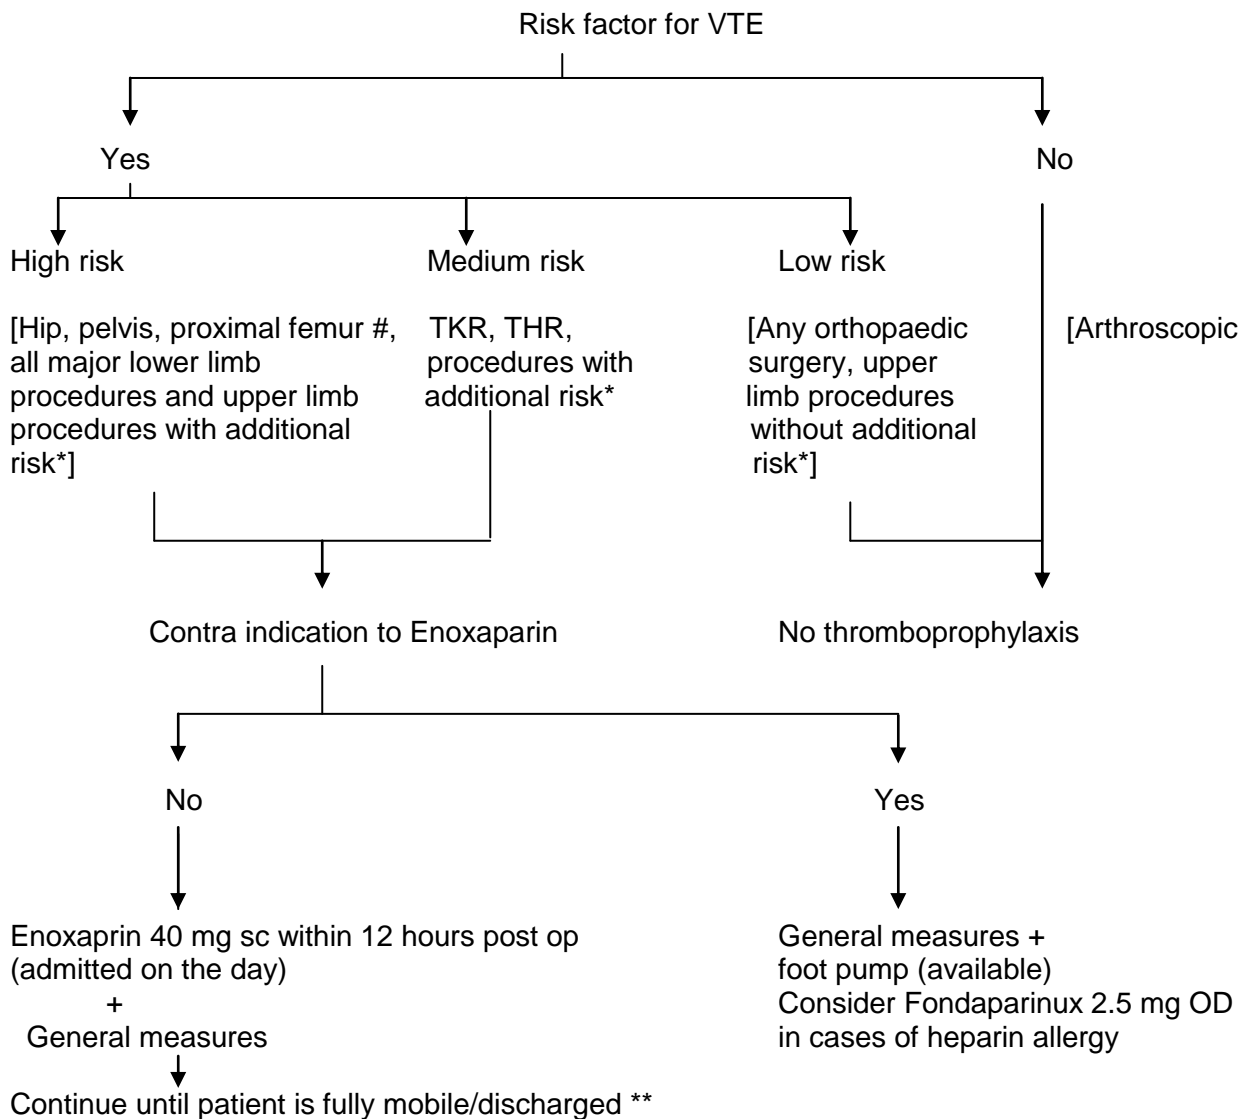 Risk factor for VTE
Yes
No
High risk
[Hip, pelvis, proximal femur #,
all major lower limb
procedures and upper limb
procedures with additional
risk*]
Medium risk
TKR, THR,
procedures with
additional risk*
Low risk
[Any orthopaedic
surgery, upper
limb procedures
without additional
risk*]
[Arthroscopic
Contra indication to Enoxaparin
No thromboprophylaxis
No
Yes
Enoxaprin 40 mg sc within 12 hours post op
(admitted on the day)
+
General measures
Continue until patient is fully mobile/discharged **
General measures +
foot pump (available)
Consider Fondaparinux 2.5 mg OD
in cases of heparin allergy